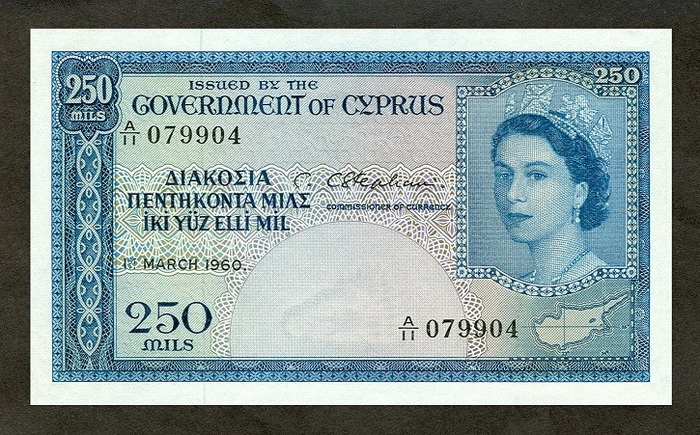 250
MILS
250
ISSUED BY THE
GOVERNMENT OF CYPRUS
A/11 079904
ΔΙΑΚΟΣΙΑ
ΠΕΝΤΗΚΟΝΤΑ ΜΙΛΣ
İKİ YÜZ ELLİ MİL
COMMISSIONER OF CURRENCY
1ST MARCH 1960.
250
MILS
A/11 079904